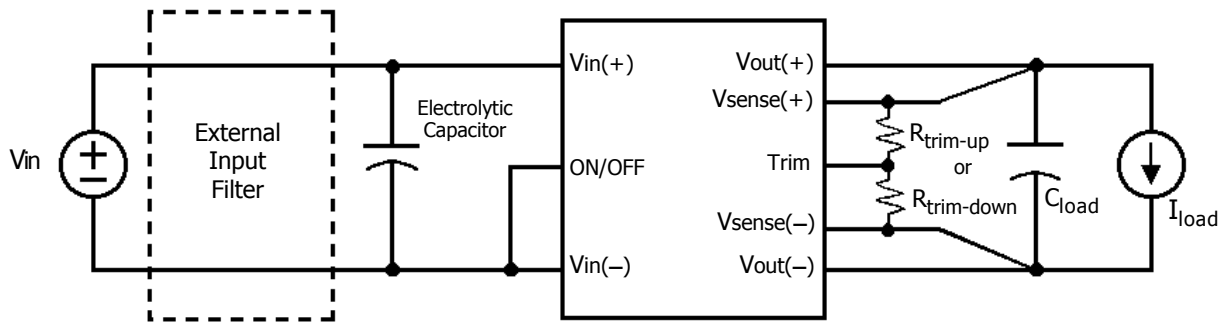 Vin
External
Input
Filter
Electrolytic
Capacitor
Vin(+)
ON/OFF
Vin(−)
Vout(+)
Vsense(+)
Trim
Vsense(−)
Vout(−)
Rtrim-up
or
Rtrim-down
Cload
Iload